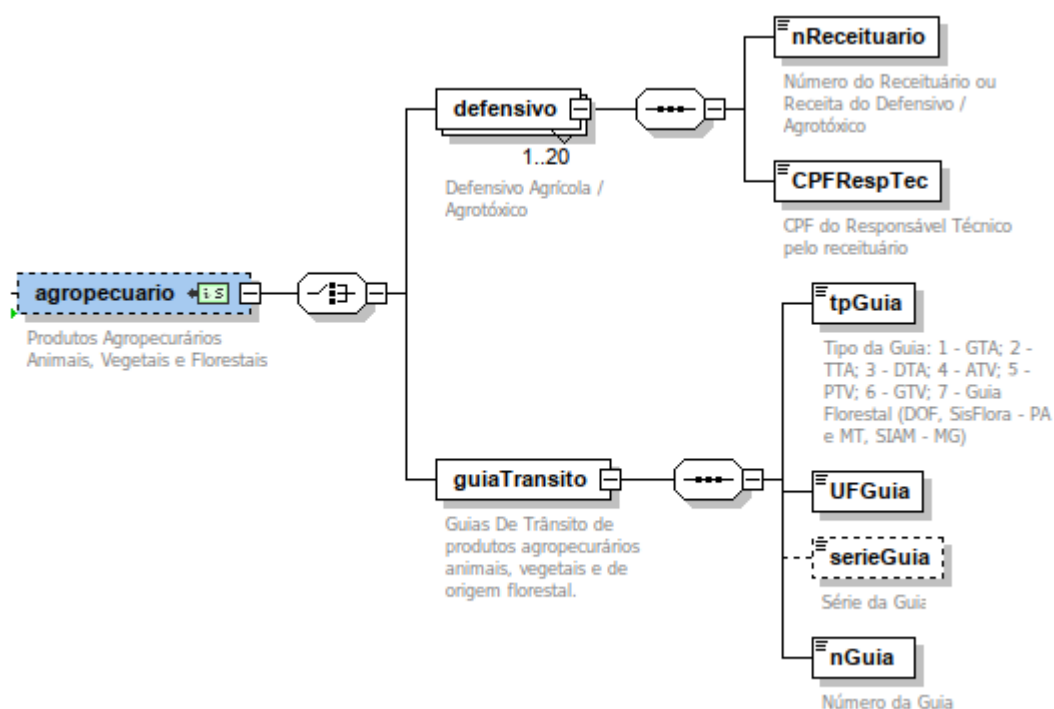 nReceituario
Número do Receituário ou
Receita do Defensivo /
Agrotóxico
defensivo
1..20
Defensivo Agrícola /
Agrotóxico
CPFRespTec
CPF do Responsável Técnico
pelo receituário
agropecuario
Produtos Agropecurários
Animais, Vegetais e Florestais
tpGuia
Tipo da Guia: 1 - GTA; 2 -
TTA; 3 - DTA; 4 - ATV; 5 -
PTV; 6 - GTV; 7 - Guia
Florestal (DOF, SisFlora - PA
e MT, SIAM - MG)
guiaTransito
Guias De Trânsito de
produtos agropecurários
animais, vegetais e de
origem florestal.
UFGuia
serieGuia
Série da Guia
nGuia
Número da Guia